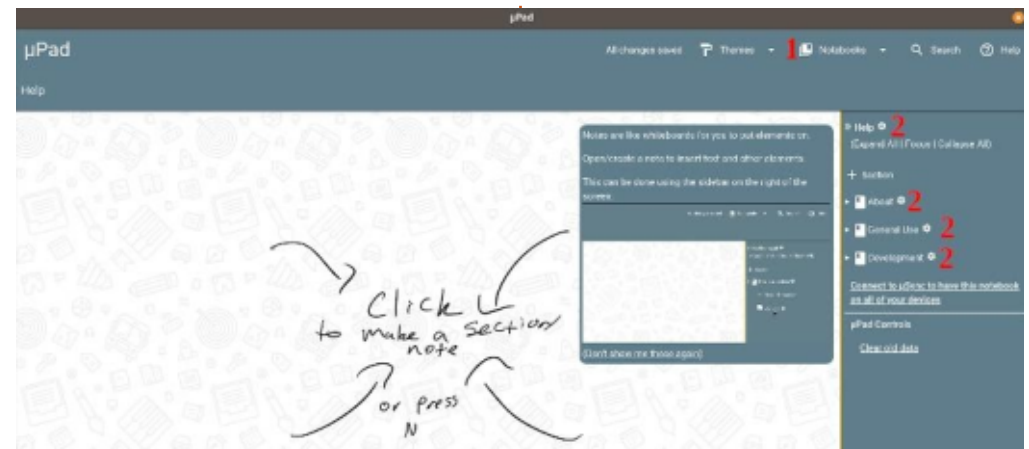 µPad
µPad
All changes saved
Themes
1
Notebooks
Search
Help
Help
Notes are like whiteboards for you to put elements on.
Open/create a note to insert text and other elements.
This can be done using the sidebar on the right of the
screen.
(Don't show me these again)
Click
to make a section/
note
or press
N
Help 2
(Expand All | Focus | Collapse All)
+ Section
About 2
General Use 2
Development 2
Connect to µSync to have this notebook
on all of your devices
µPad Controls
Clear old data